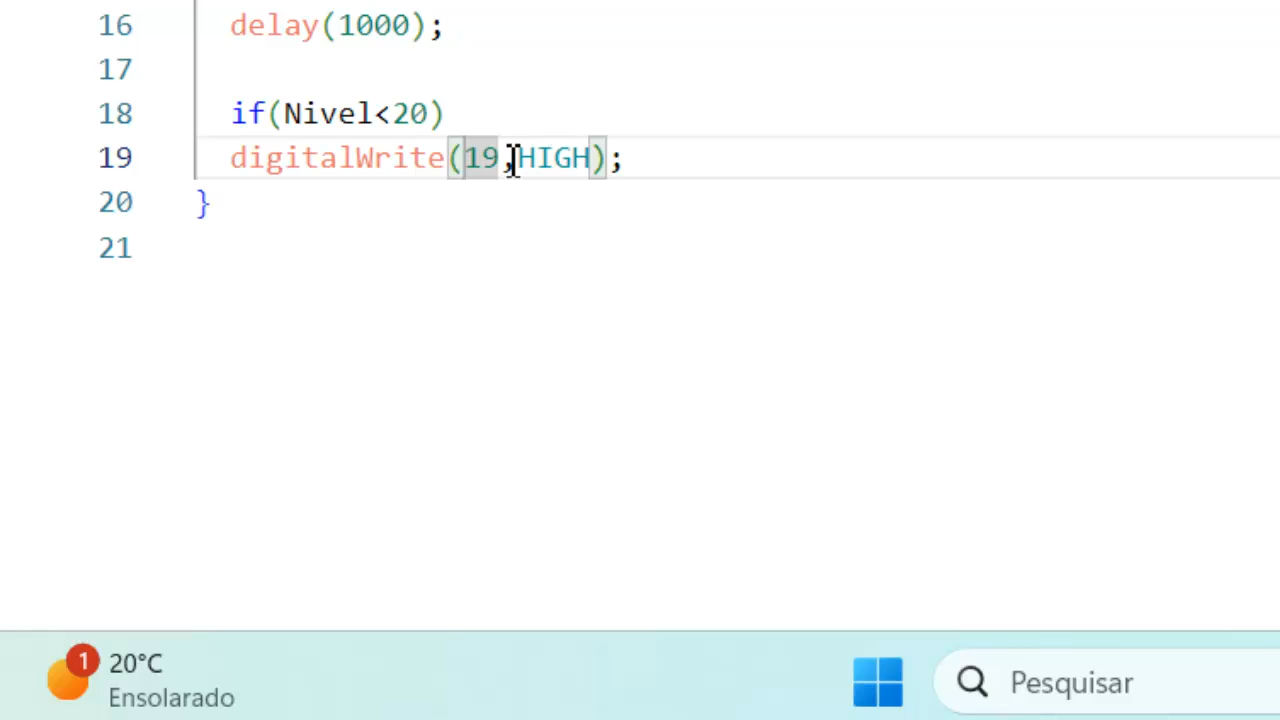 16 delay(1000);
17
18 if(Nivel<20)
19 digitalWrite(19,HIGH);
20 }
21
1
20°C
Ensolarado
Pesquisar